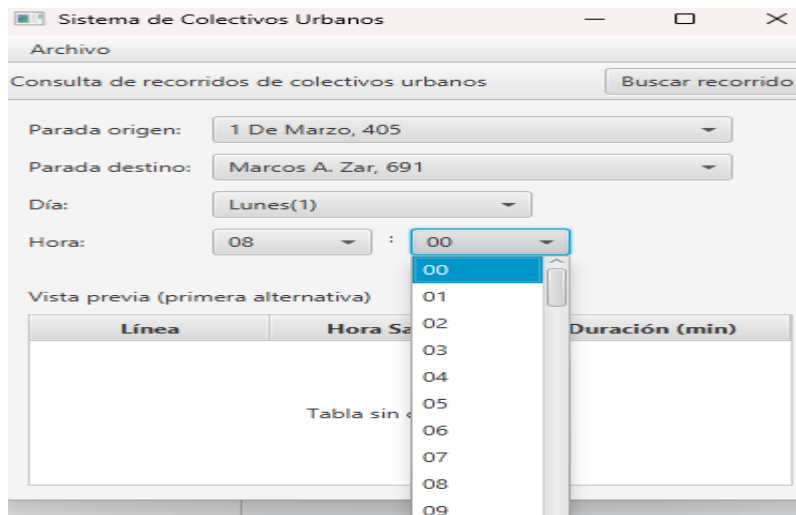 Sistema de Colectivos Urbanos
Archivo
Consulta de recorridos de colectivos urbanos Buscar recorrido
Parada origen: 1 De Marzo, 405
Parada destino: Marcos A. Zar, 691
Día: Lunes(1)
Hora: 08 : 00
00
Vista previa (primera alternativa) 01
Línea Hora Sa Duración (min)
02
03
04
Tabla sin 05
06
07
08
09